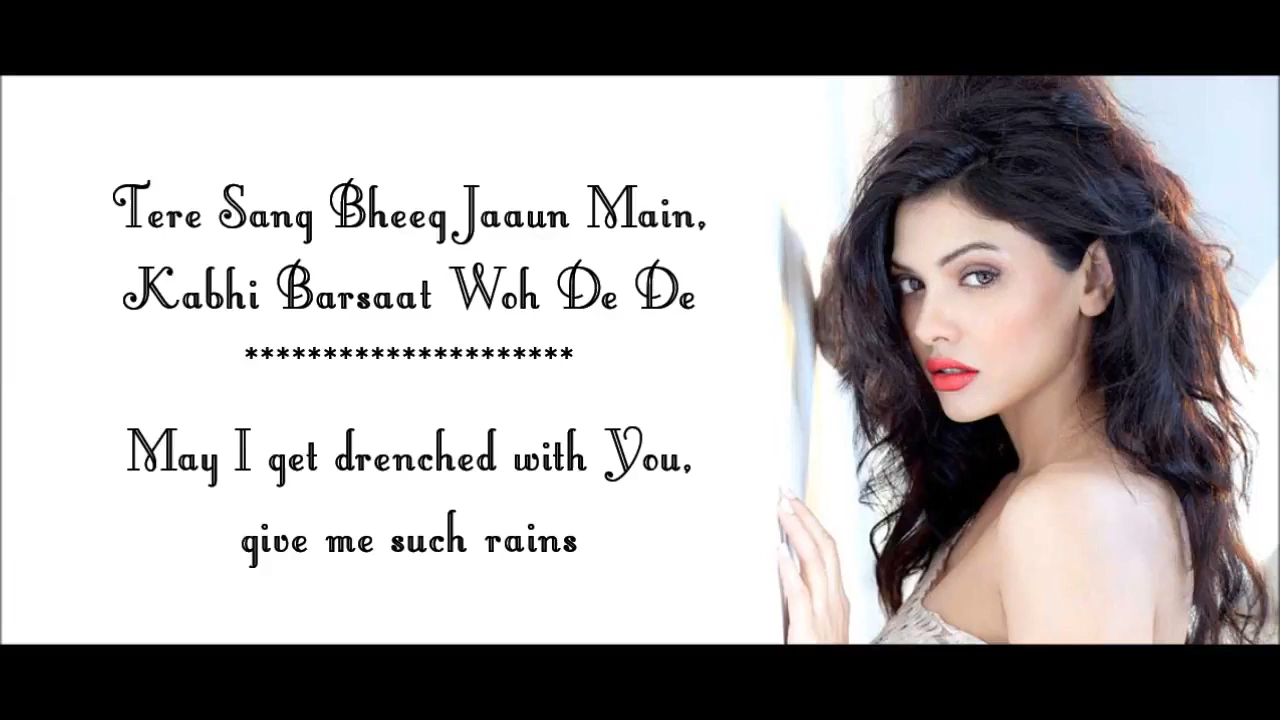 Tere Sang Bheeg Jaaun Main,
Kabhi Barsaat Woh De De
*********************
May I get drenched with You,
give me such rains